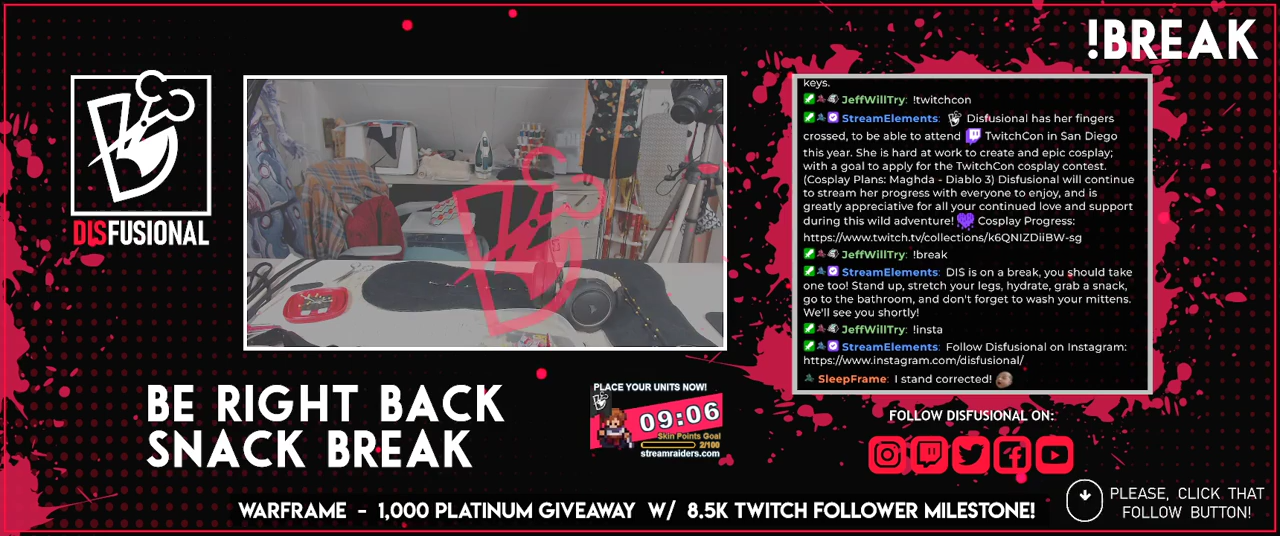 !BREAK
DISFUSIONAL
keys.
JeffWillTry: !twitchcon
StreamElements: Disfusional has her fingers
crossed, to be able to attend TwitchCon in San Diego
this year. She is hard at work to create and epic cosplay;
with a goal to apply for the TwitchCon cosplay contest.
(Cosplay Plans: Maghda - Diablo 3) Disfusional will continue
to stream her progress with everyone to enjoy, and is
greatly appreciative for all your continued love and support
during this wild adventure! Cosplay Progress:
https://www.twitch.tv/collections/k6QNIZDiiBW-sg
JeffWillTry: !break
StreamElements: DIS is on a break, you should take
one too! Stand up, stretch your legs, hydrate, grab a snack,
go to the bathroom, and don't forget to wash your mittens.
We'll see you shortly!
JeffWillTry: !insta
StreamElements: Follow Disfusional on Instagram:
https://www.instagram.com/disfusional/
SleepFrame: I stand corrected!
BE RIGHT BACK
SNACK BREAK
PLACE YOUR UNITS NOW!
09:06
Skin Points Goal
2/100
streamraiders.com
FOLLOW DISFUSIONAL ON:
WARFRAME - 1,000 PLATINUM GIVEAWAY W/ 8.5K TWITCH FOLLOWER MILESTONE!
PLEASE, CLICK THAT
FOLLOW BUTTON!